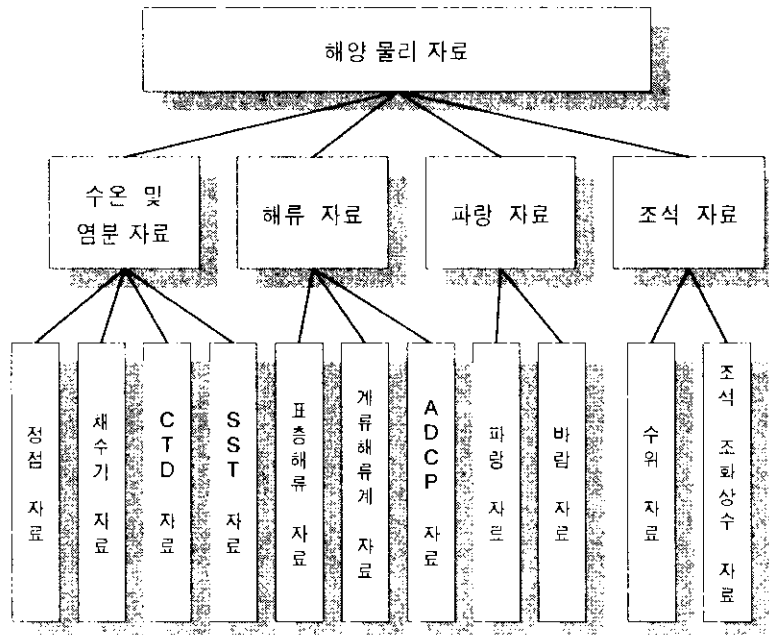 해양 물리 자료
수온 및
염분 자료
해류 자료
파랑 자료
조석 자료
정점 자료
채수기 자료
CTD 자료
SST 자료
표층해류 자료
계류해류계 자료
ADCP 자료
파랑 자료
바람 자료
수위 자료
조석 조화상수 자료